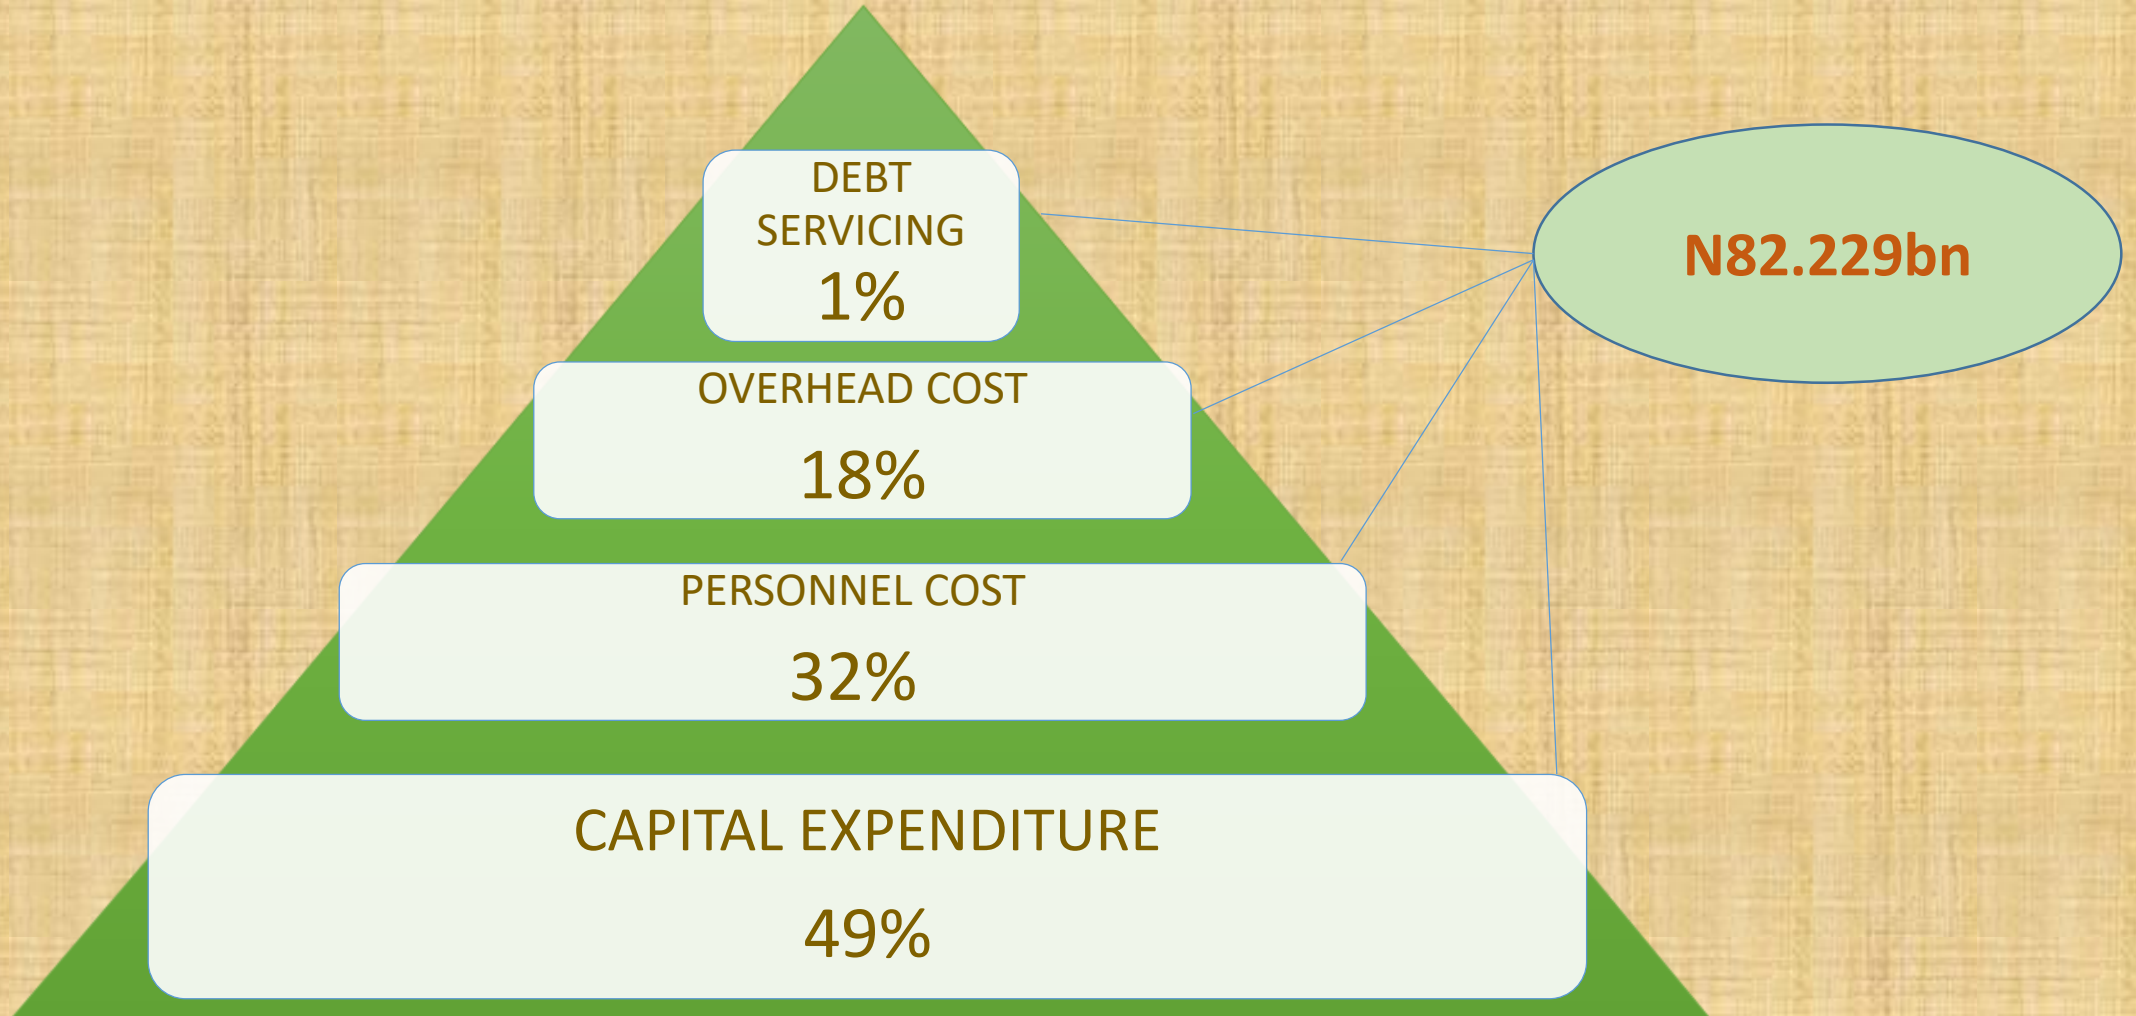 DEBT
SERVICING
1%
OVERHEAD COST
18%
PERSONNEL COST
32%
CAPITAL EXPENDITURE
49%
N82.229bn